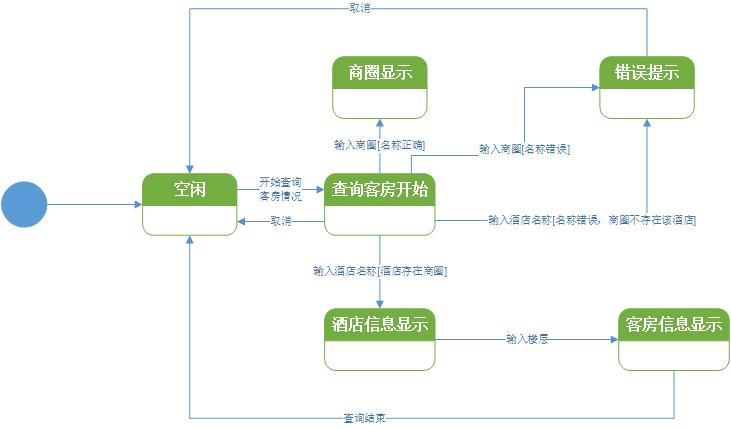 取消
商圈显示
错误提示
输入商圈[名称正确]
输入商圈[名称错误]
空闲
开始查询
客房情况
查询客房开始
取消
输入酒店名称[名称错误，商圈不存在该酒店]
输入酒店名称[酒店存在商圈]
酒店信息显示
输入楼层
客房信息显示
查询结束